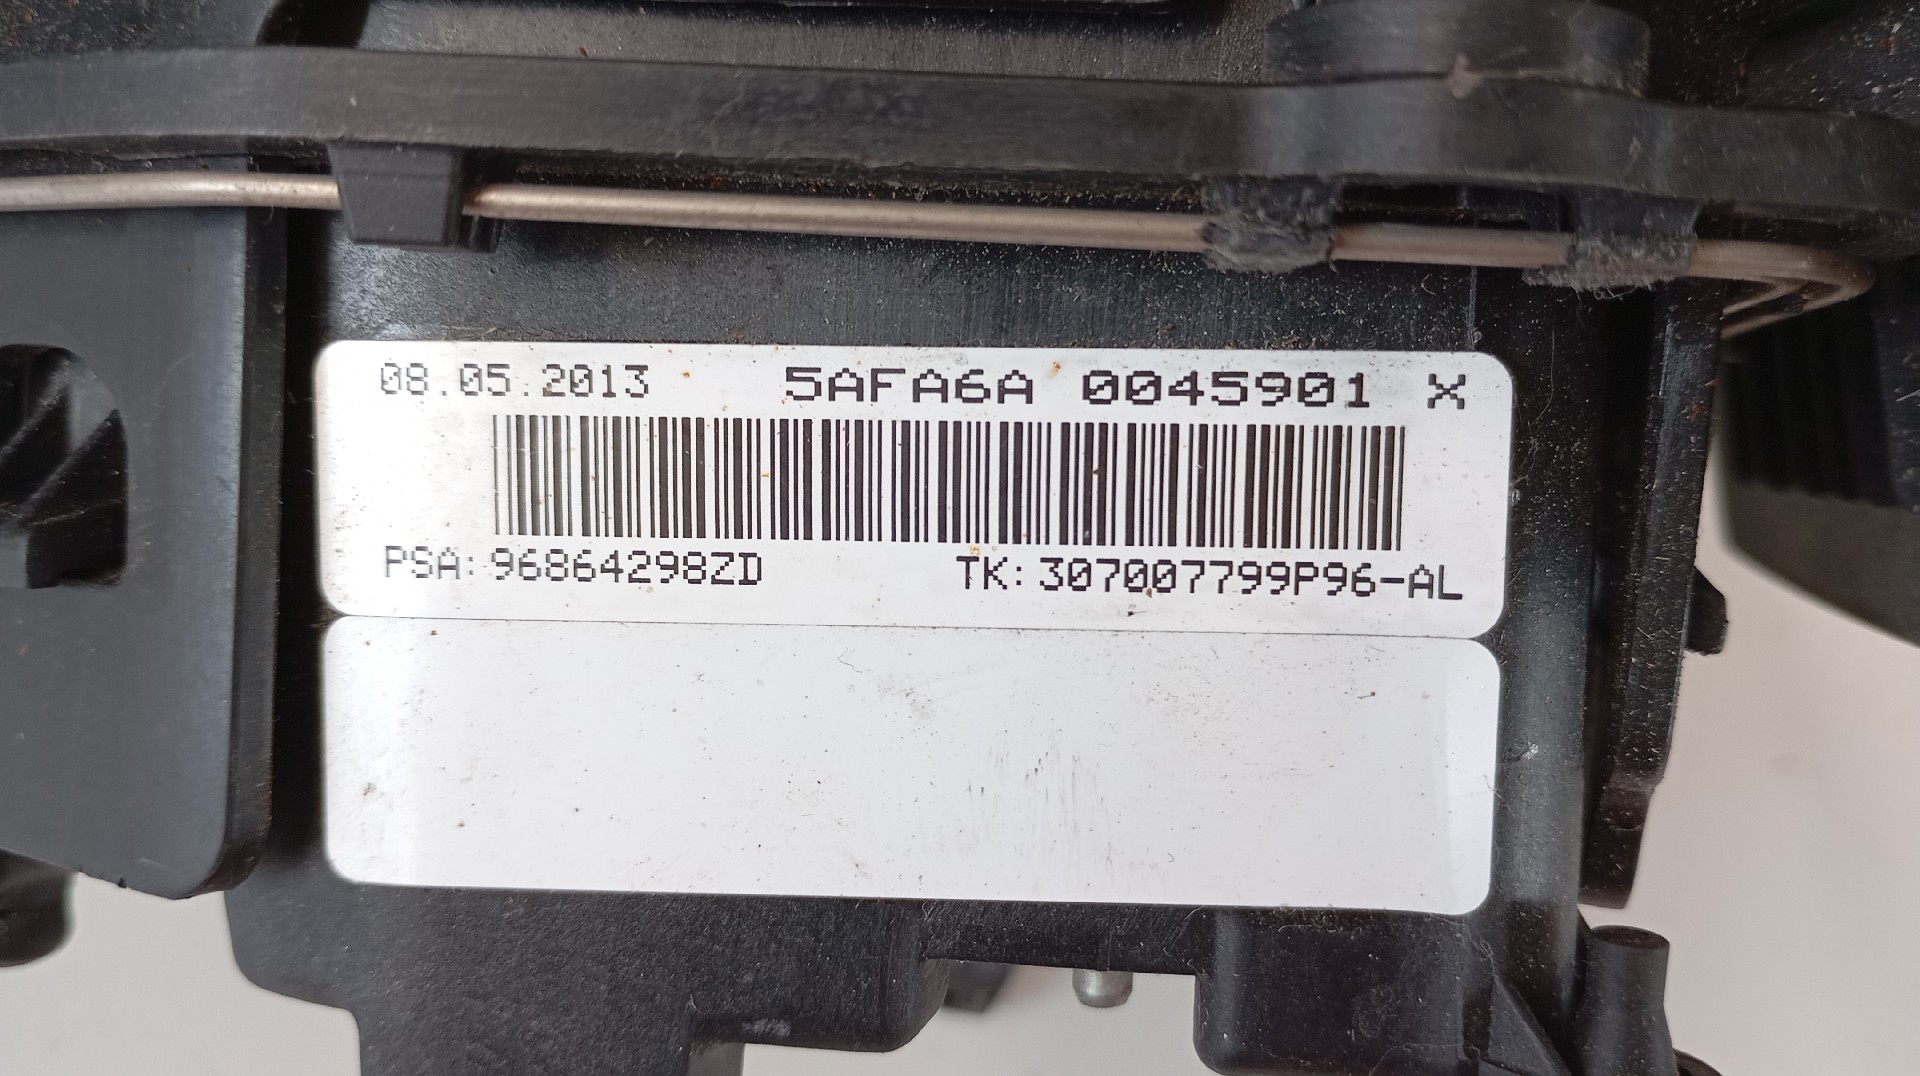 08.05.2013 5AFA6A 0045901 X
PSA:96864298ZD TK:307007799P96-AL